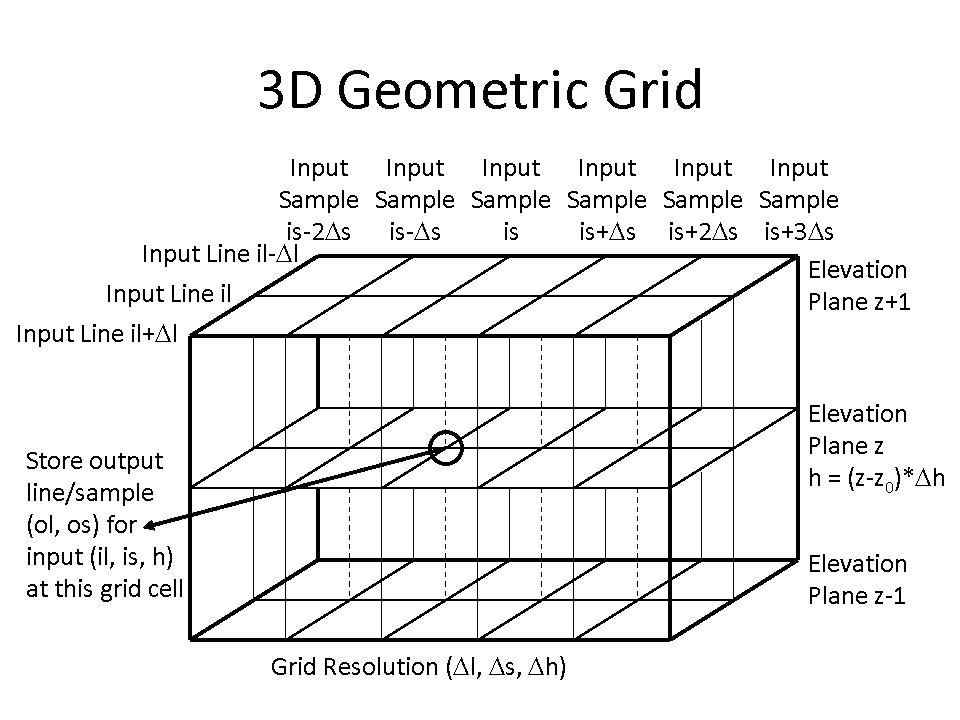 3D Geometric Grid
Input Input Input Input Input Input
Sample Sample Sample Sample Sample Sample
is-2∆s is-∆s is is+∆s is+2∆s is+3∆s
Input Line il-∆l
Input Line il
Input Line il+∆l
Elevation
Plane z+1
Elevation
Plane z
h = (z-z₀)*∆h
Store output
line/sample
(ol, os) for
input (il, is, h)
at this grid cell
Elevation
Plane z-1
Grid Resolution (∆l, ∆s, ∆h)